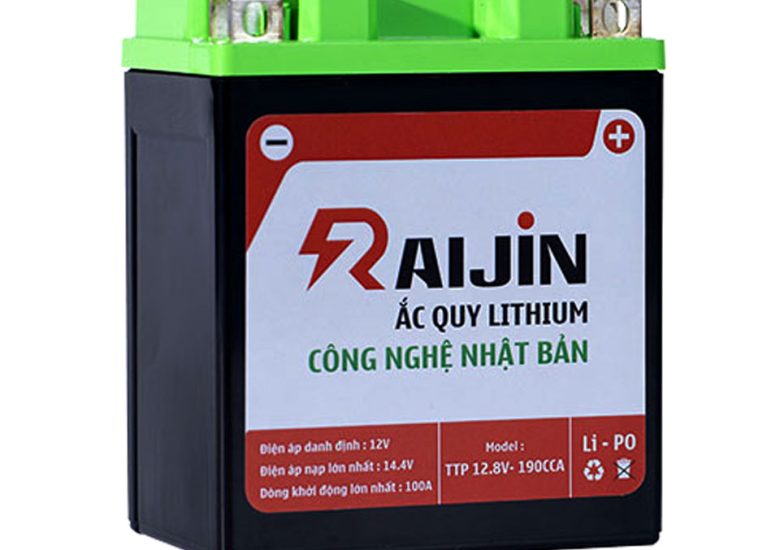 − +
RAIJIN
ẮC QUY LITHIUM
CÔNG NGHỆ NHẬT BẢN
Điện áp danh định : 12V
Điện áp nạp lớn nhất : 14.4V
Dòng khởi động lớn nhất : 100A
Model :
TTP 12.8V- 190CCA
Li - PO